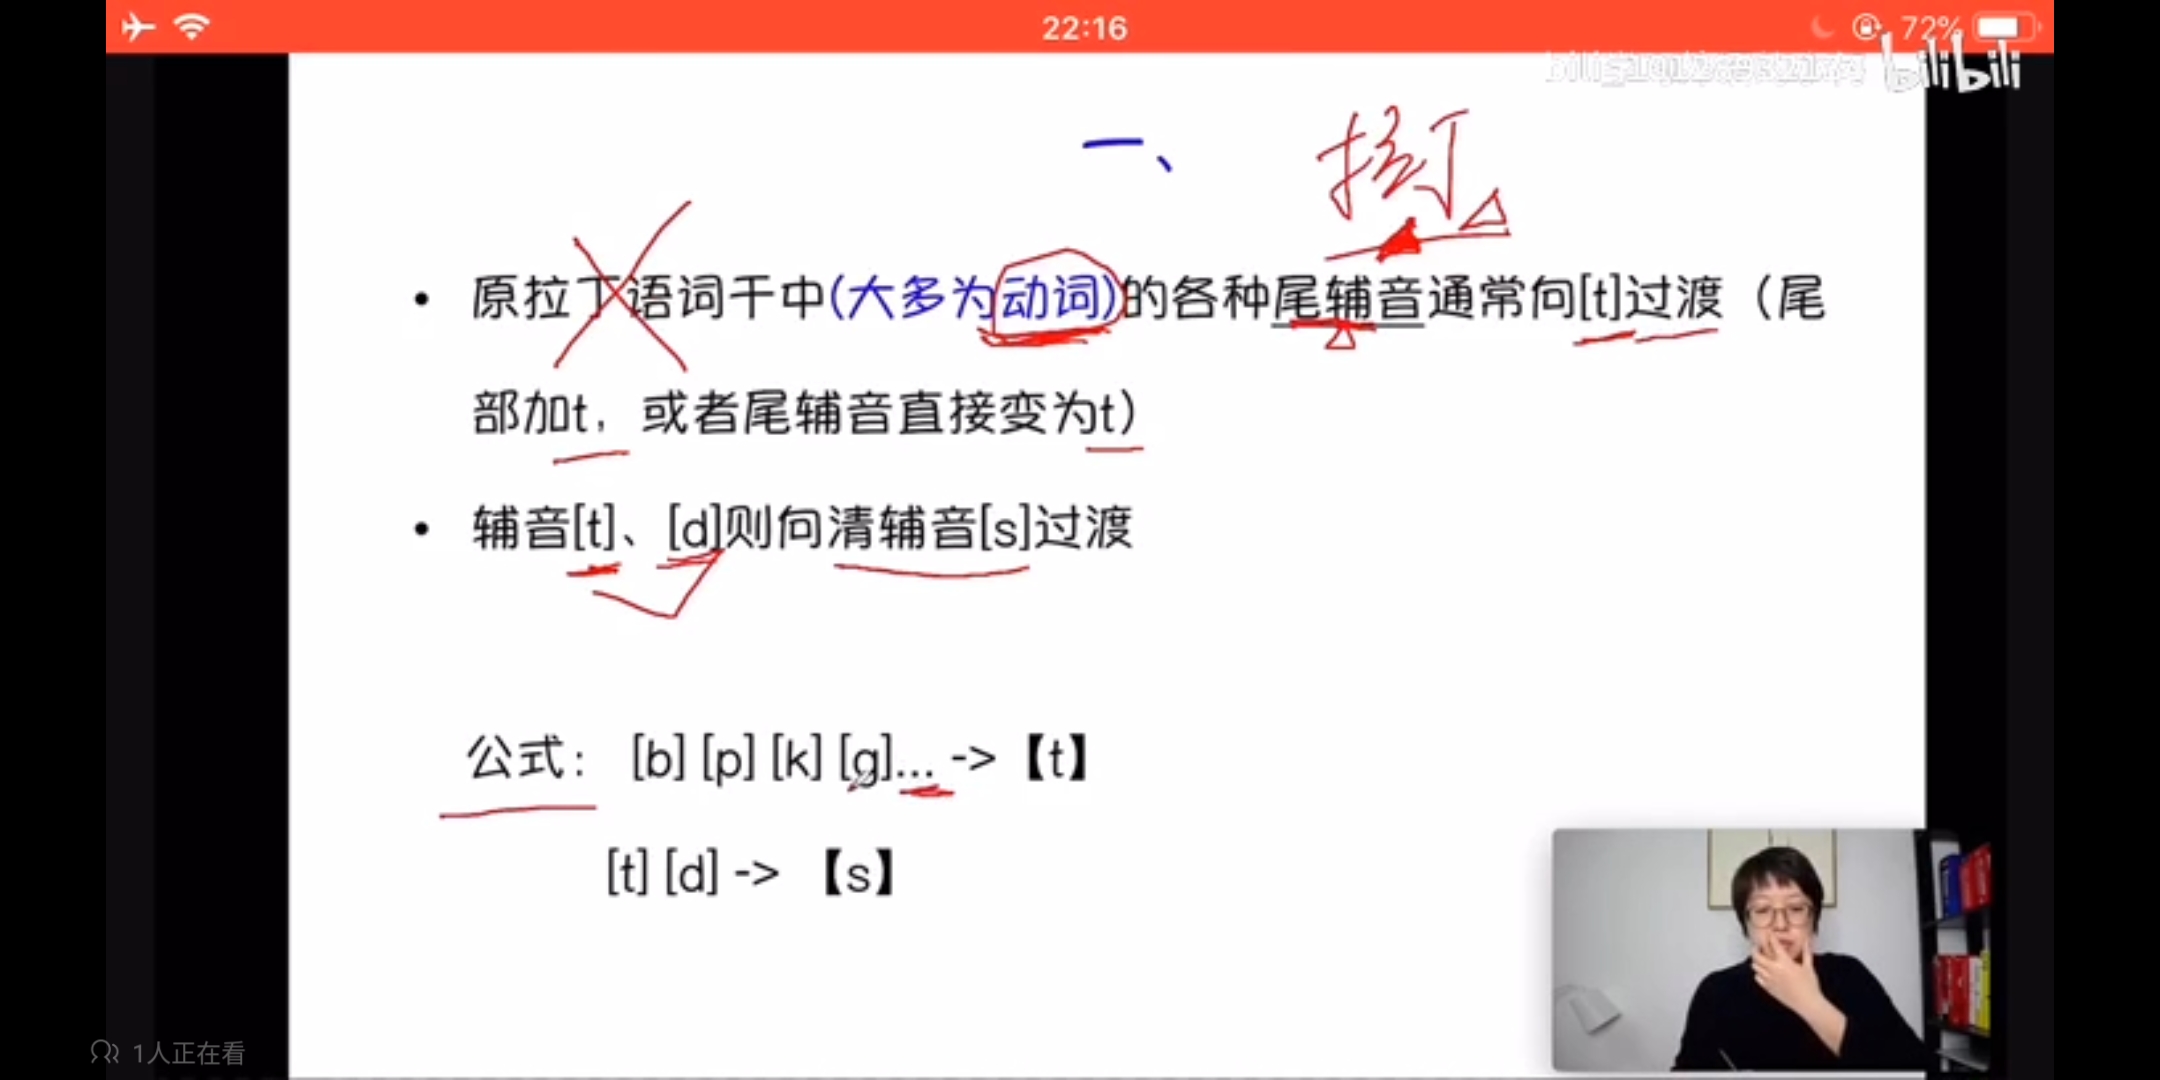 22:16
72%
bilibili
一、
• 原拉丁语词干中(大多为动词)的各种尾辅音通常向[t]过渡（尾
部加t，或者尾辅音直接变为t）
• 辅音[t]、[d]则向清辅音[s]过渡
公式： [b] [p] [k] [g]... ->【t】
[t] [d] -> 【s】
1人正在看